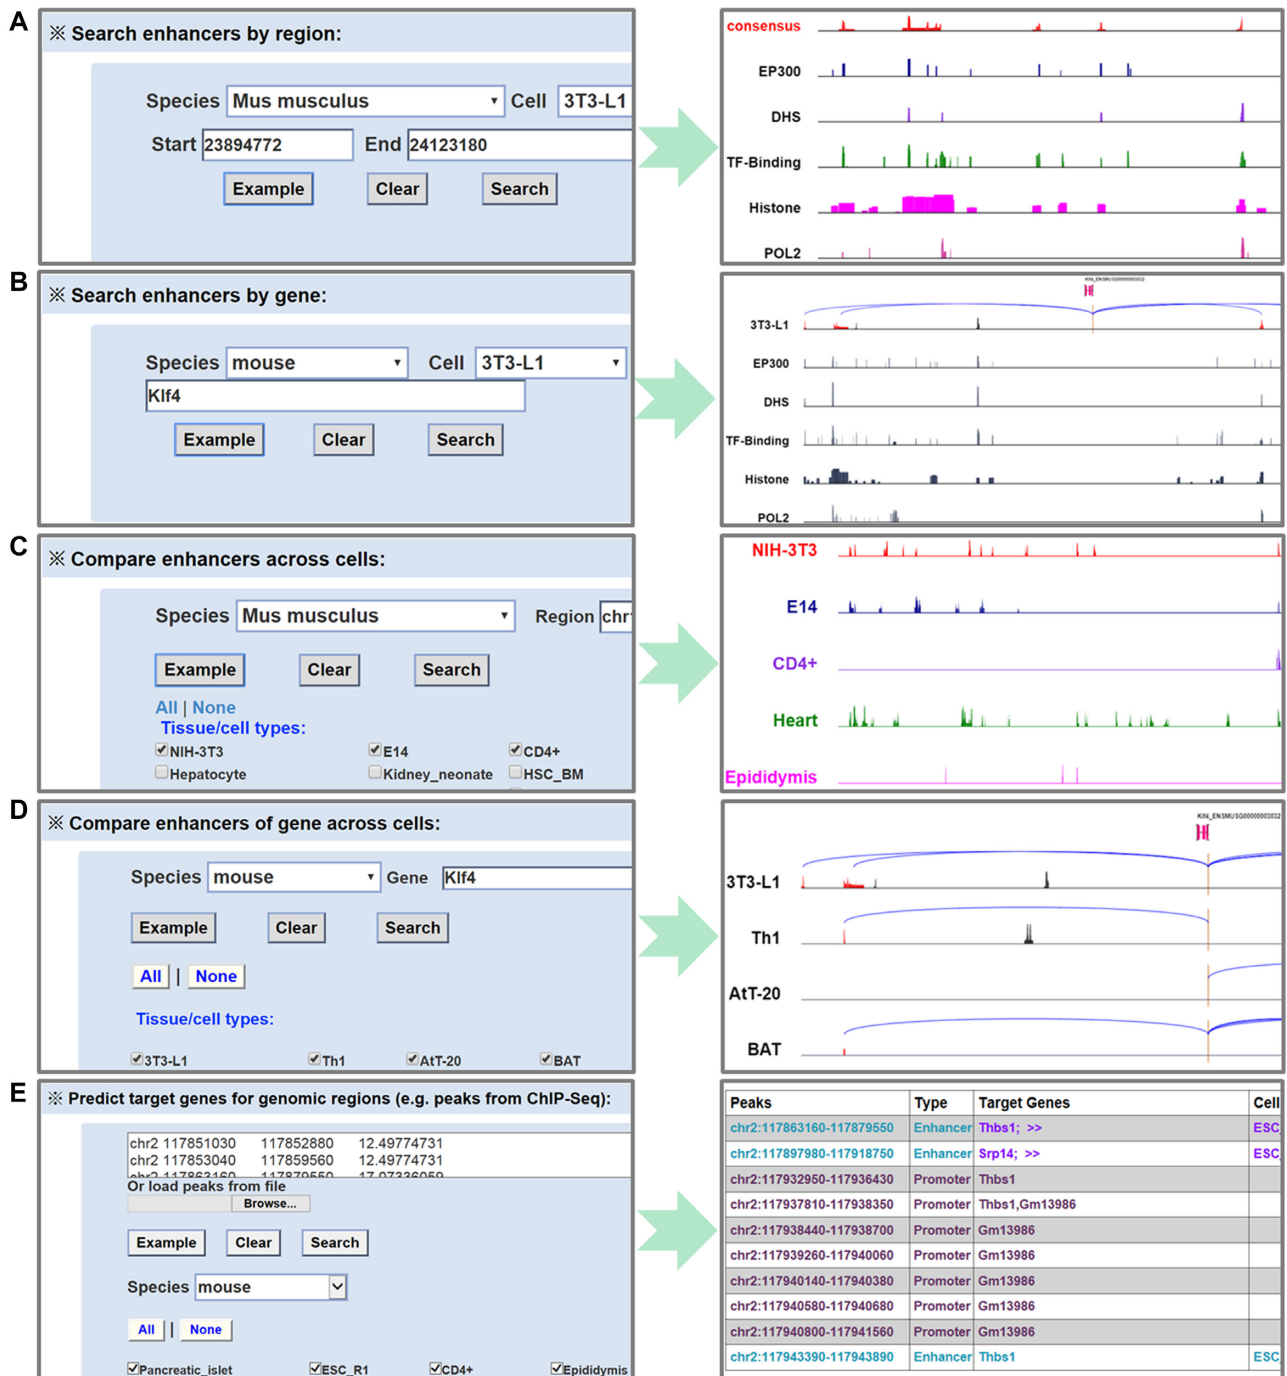 A
※ Search enhancers by region:
Species Mus musculus Cell 3T3-L1
Start 23894772 End 24123180
Example Clear Search
consensus
EP300
DHS
TF-Binding
Histone
POL2
B
※ Search enhancers by gene:
Species mouse Cell 3T3-L1
Klf4
Example Clear Search
Klf4_ENSMUSG00000003032
3T3-L1
EP300
DHS
TF-Binding
Histone
POL2
C
※ Compare enhancers across cells:
Species Mus musculus Region chr
Example Clear Search
All | None
Tissue/cell types:
NIH-3T3 E14 CD4+
Hepatocyte Kidney_neonate HSC_BM
NIH-3T3
E14
CD4+
Heart
Epididymis
D
※ Compare enhancers of gene across cells:
Species mouse Gene Klf4
Example Clear Search
All | None
Tissue/cell types:
3T3-L1 Th1 AtT-20 BAT
Klf4_ENSMUSG00000003032
3T3-L1
Th1
AtT-20
BAT
E
※ Predict target genes for genomic regions (e.g. peaks from ChIP-Seq):
chr2 117851030 117852880 12.49774731
chr2 117853040 117859560 12.49774731
chr2 117863160 117879550 17.07336059
Or load peaks from file
Browse...
Example Clear Search
Species mouse
All | None
Pancreatic_islet ESC_R1 CD4+ Epididymis
Peaks Type Target Genes Cell
chr2:117863160-117879550 Enhancer Thbs1; >> ESC_
chr2:117897980-117918750 Enhancer Srp14; >> ESC_
chr2:117932950-117936430 Promoter Thbs1
chr2:117937810-117938350 Promoter Thbs1,Gm13986
chr2:117938440-117938700 Promoter Gm13986
chr2:117939260-117940060 Promoter Gm13986
chr2:117940140-117940380 Promoter Gm13986
chr2:117940580-117940680 Promoter Gm13986
chr2:117940800-117941560 Promoter Gm13986
chr2:117943390-117943890 Enhancer Thbs1 ESC